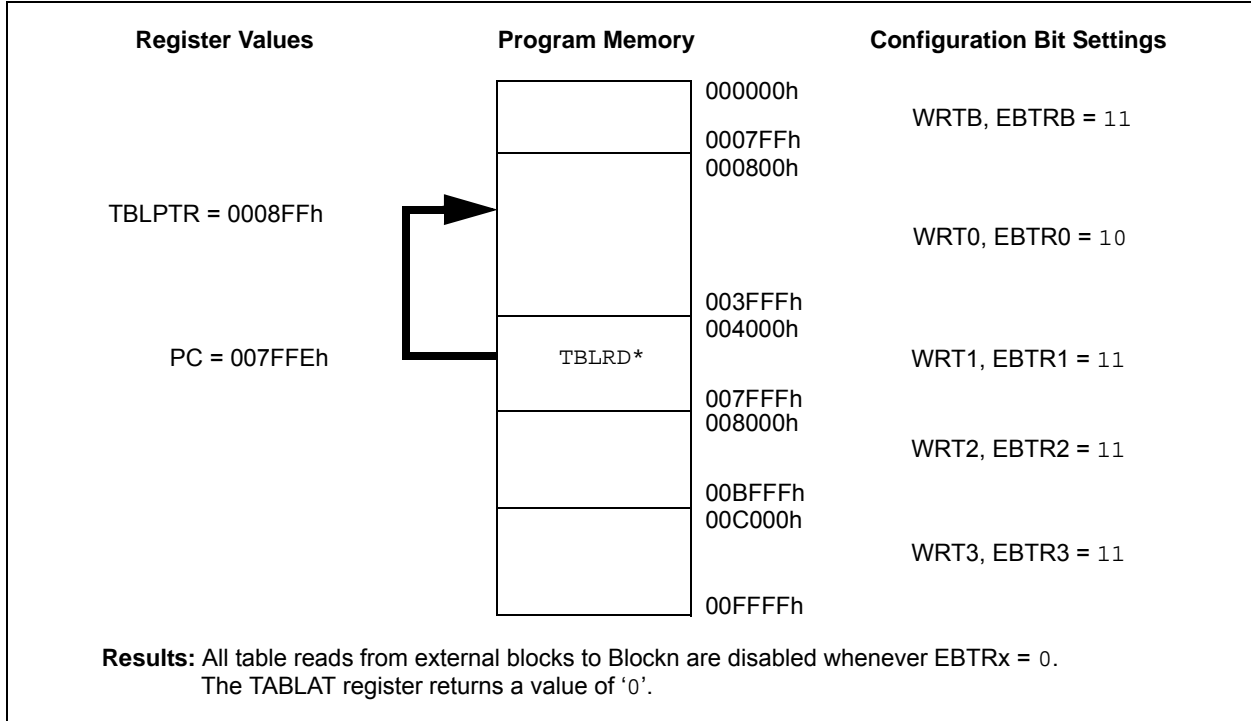 Register Values Program Memory Configuration Bit Settings
000000h
WRTB, EBTRB = 11
0007FFh
000800h
TBLPTR = 0008FFh
WRT0, EBTR0 = 10
003FFFh
004000h
PC = 007FFEh TBLRD* WRT1, EBTR1 = 11
007FFFh
008000h
WRT2, EBTR2 = 11
00BFFFh
00C000h
WRT3, EBTR3 = 11
00FFFFh
Results: All table reads from external blocks to Blockn are disabled whenever EBTRx = 0.
The TABLAT register returns a value of ‘0’.